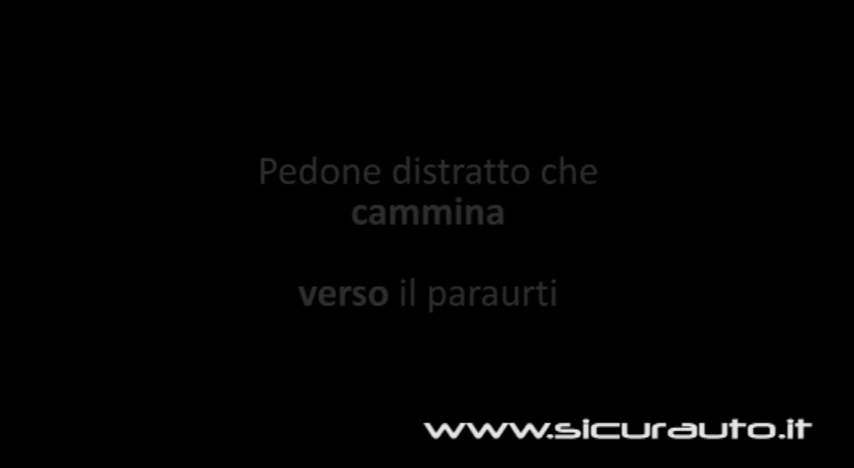 Pedone distratto che
cammina
verso il paraurti
www.sicurauto.it